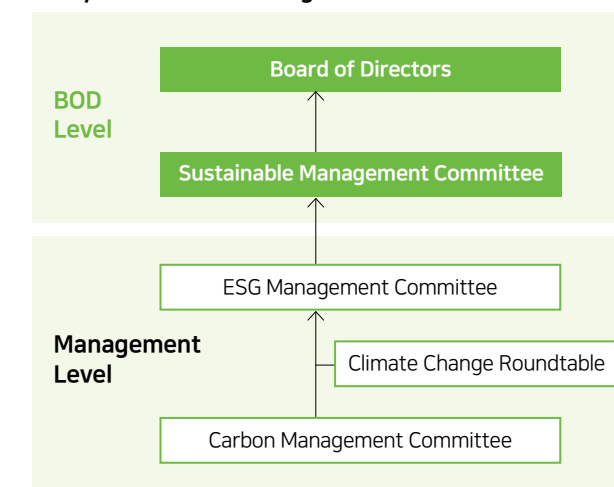 Board of Directors
BOD
Level
Sustainable Management Committee
ESG Management Committee
Management
Level
Climate Change Roundtable
Carbon Management Committee